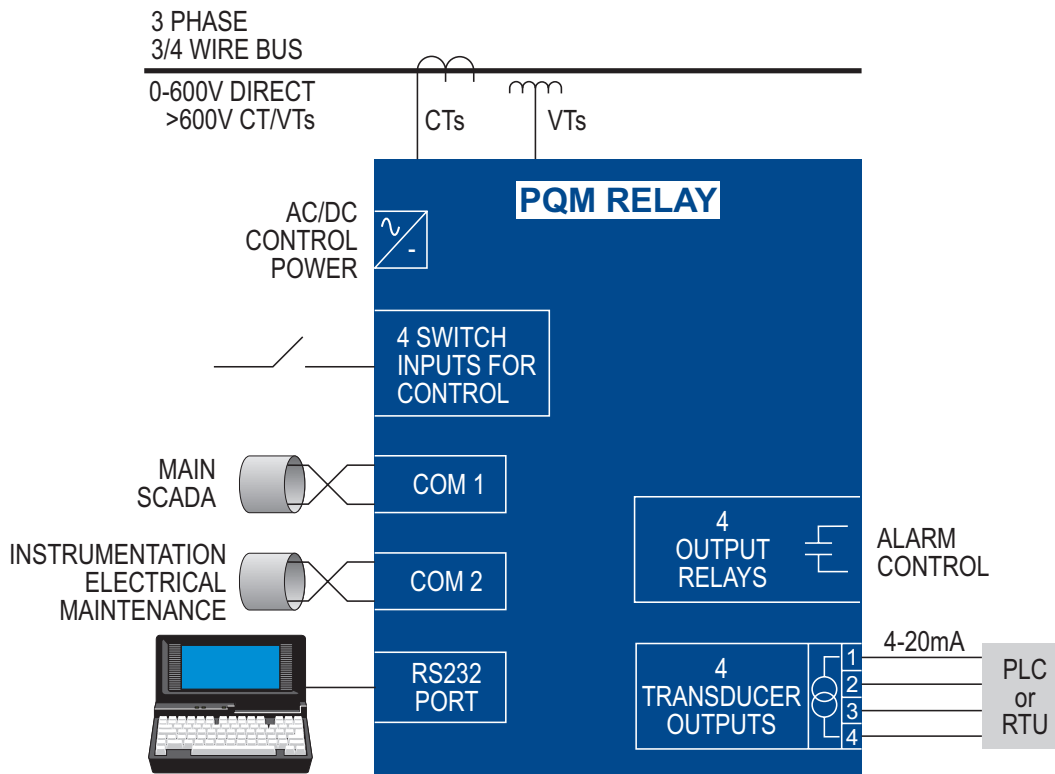 3 PHASE
3/4 WIRE BUS
0-600V DIRECT
>600V CT/VTs
CTs
VTs
PQM RELAY
AC/DC
CONTROL
POWER
-
4 SWITCH
INPUTS FOR
CONTROL
MAIN
SCADA
COM 1
INSTRUMENTATION
ELECTRICAL
MAINTENANCE
COM 2
4
OUTPUT
RELAYS
ALARM
CONTROL
RS232
PORT
4
TRANSDUCER
OUTPUTS
1
2
3
4
4-20mA
PLC
or
RTU